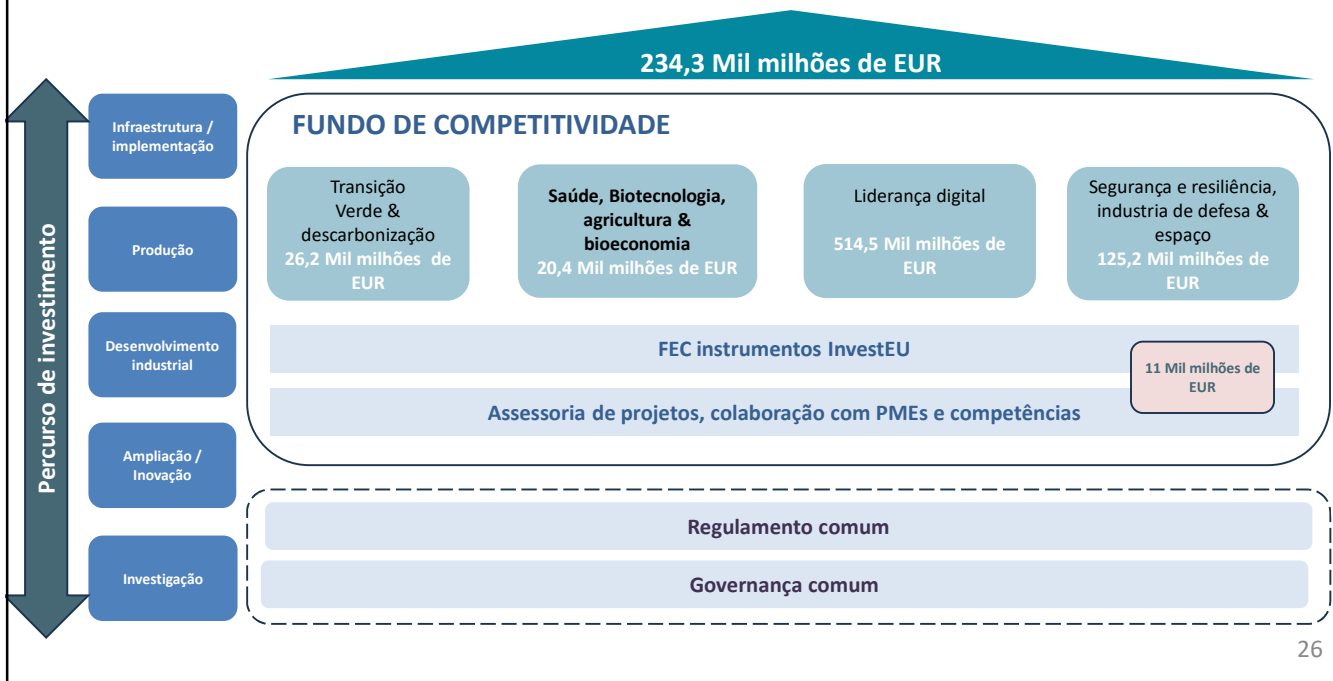 234,3 Mil milhões de EUR
Percurso de investimento
Infraestrutura /
implementação
Produção
Desenvolvimento
industrial
Ampliação /
Inovação
Investigação
FUNDO DE COMPETITIVIDADE
Transição
Verde &
descarbonização
26,2 Mil milhões de
EUR
Saúde, Biotecnologia,
agricultura &
bioeconomia
20,4 Mil milhões de EUR
Liderança digital
514,5 Mil milhões de
EUR
Segurança e resiliência,
industria de defesa &
espaço
125,2 Mil milhões de
EUR
FEC instrumentos InvestEU
11 Mil milhões de
EUR
Assessoria de projetos, colaboração com PMEs e competências
Regulamento comum
Governança comum
26